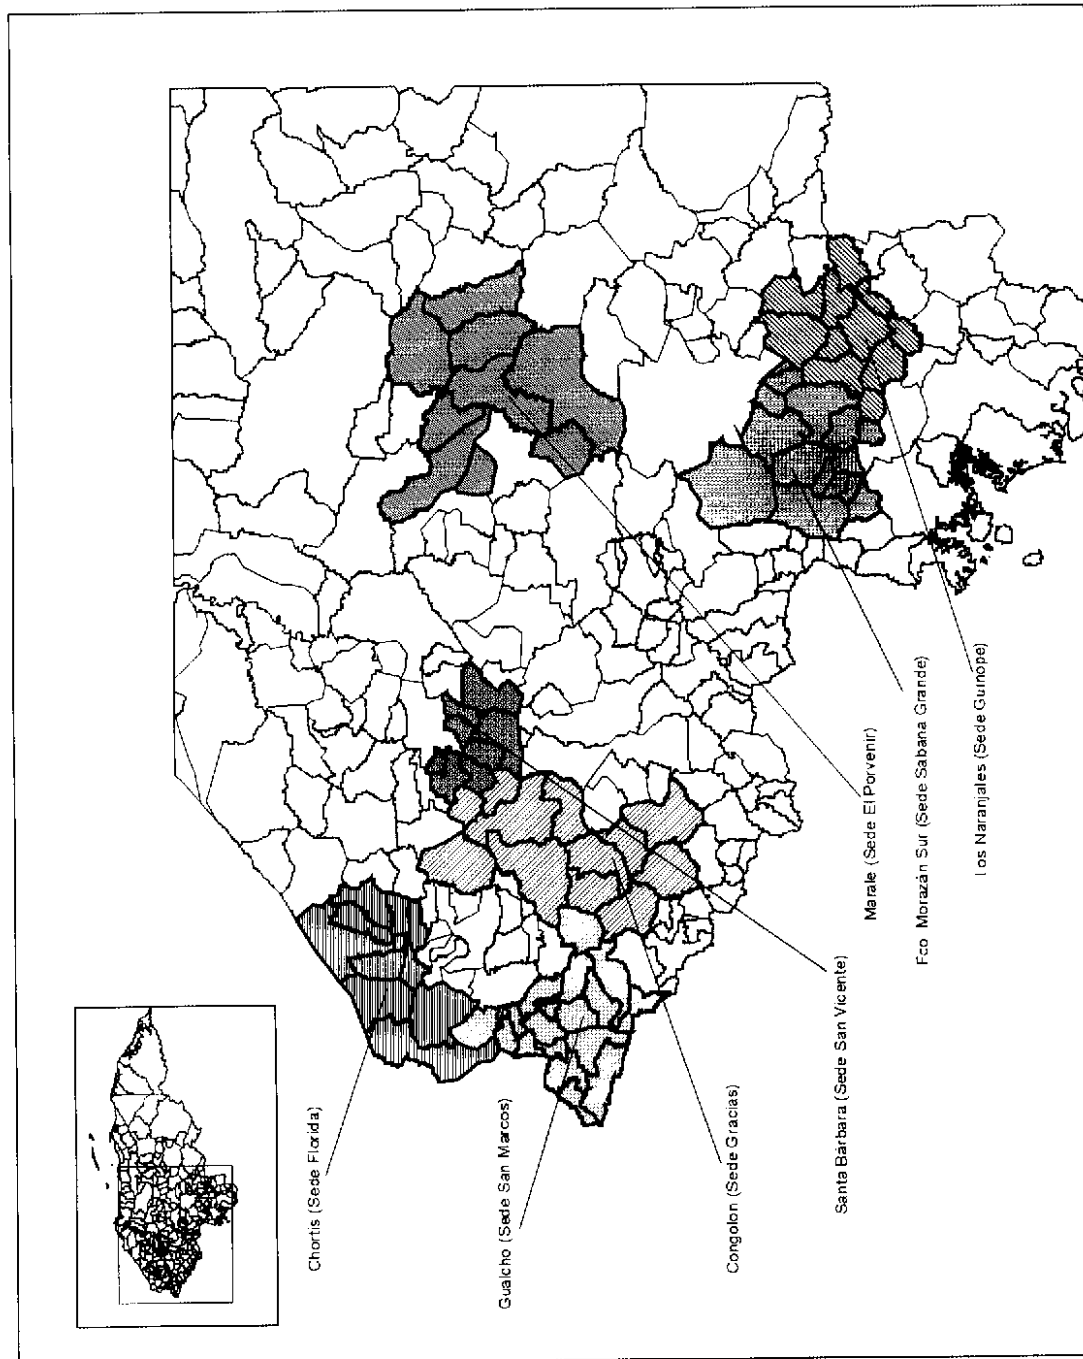 Chortis (Sede Florida)
Gualcho (Sede San Marcos)
Congolon (Sede Gracias)
Santa Bárbara (Sede San Vicente)
Marale (Sede El Porvenir)
Fco Morazán Sur (Sede Sabana Grande)
Los Naranjales (Sede Guinope)